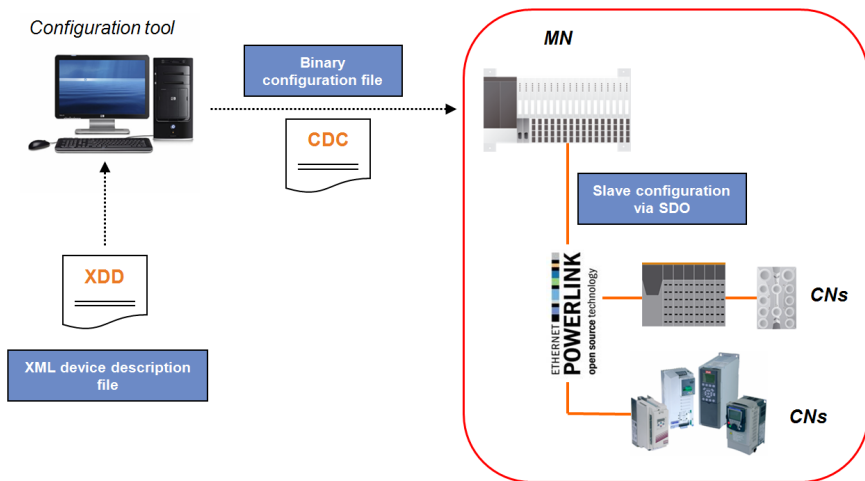 Configuration tool
Binary
configuration file
CDC
XDD
XML device description
file
MN
Slave configuration
via SDO
ETHERNET
POWERLINK
open source technology
CNs
CNs